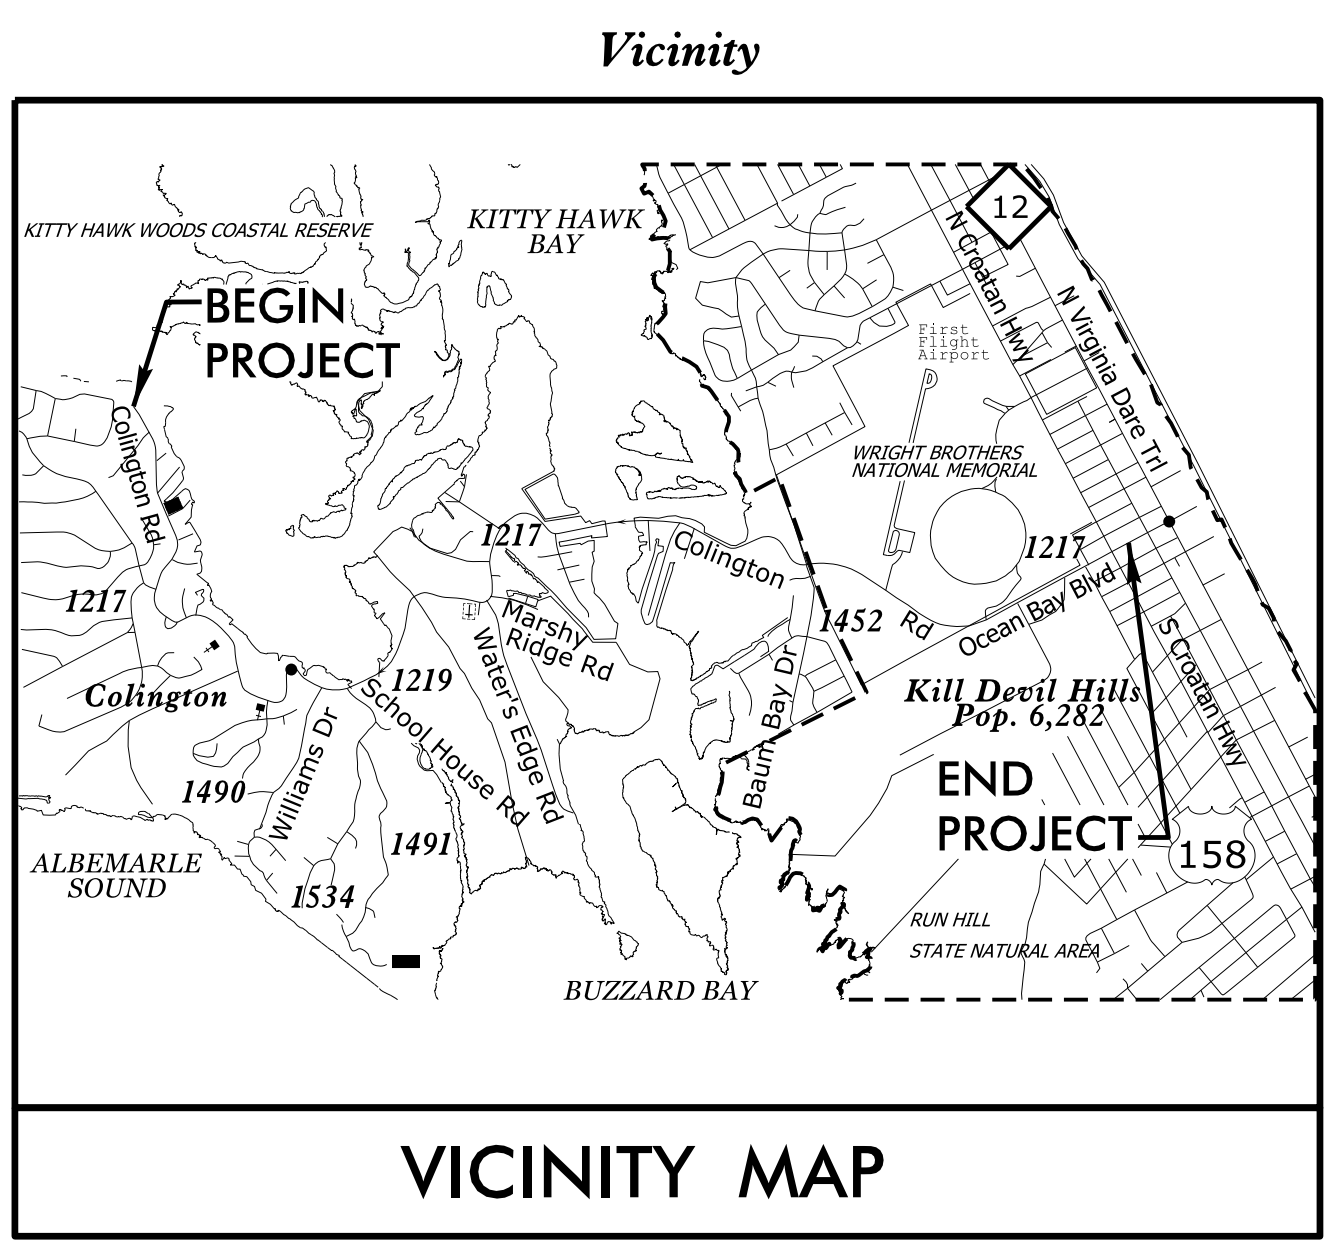 Vicinity
12
KITTY HAWK WOODS COASTAL RESERVE
KITTY HAWK
BAY
N Croatan Hwy
BEGIN
PROJECT
N Virginia Dare Trl
First
Flight
Airport
Colington Rd
WRIGHT BROTHERS
NATIONAL MEMORIAL
1217
Colington
1217
1217
Marshy
Ridge Rd
1452
Rd
Ocean Bay Blvd
Water's Edge Rd
S Croatan Hwy
1219
Colington
School House Rd
Baum Bay Dr
Kill Devil Hills
Pop. 6,282
Williams Dr
1490
END
PROJECT
158
1491
ALBEMARLE
SOUND
1534
RUN HILL
STATE NATURAL AREA
BUZZARD BAY
VICINITY MAP